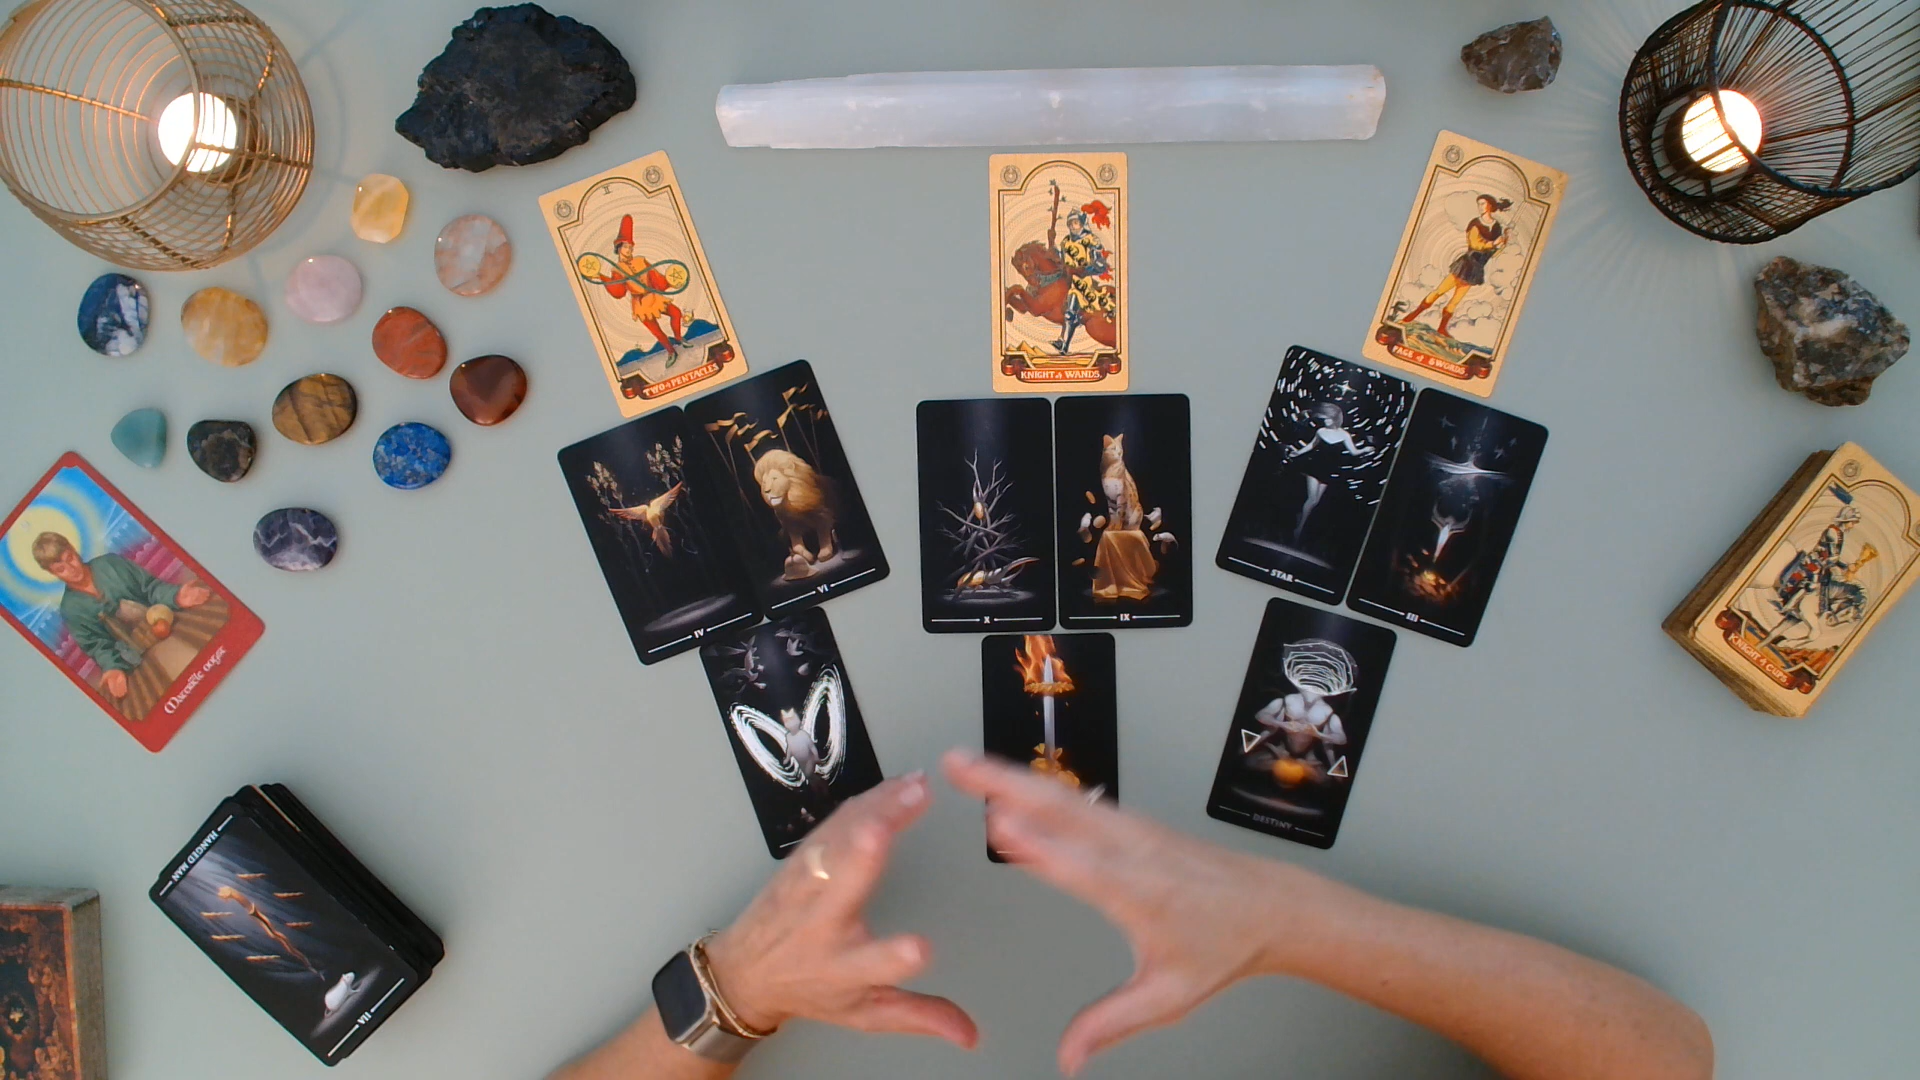 II
TWO of PENTACLES
KNIGHT of WANDS.
PAGE of SWORDS
IV
VI
X
IX
STAR
III
KNIGHT of CUPS
DESTINY
HANGED MAN
VII